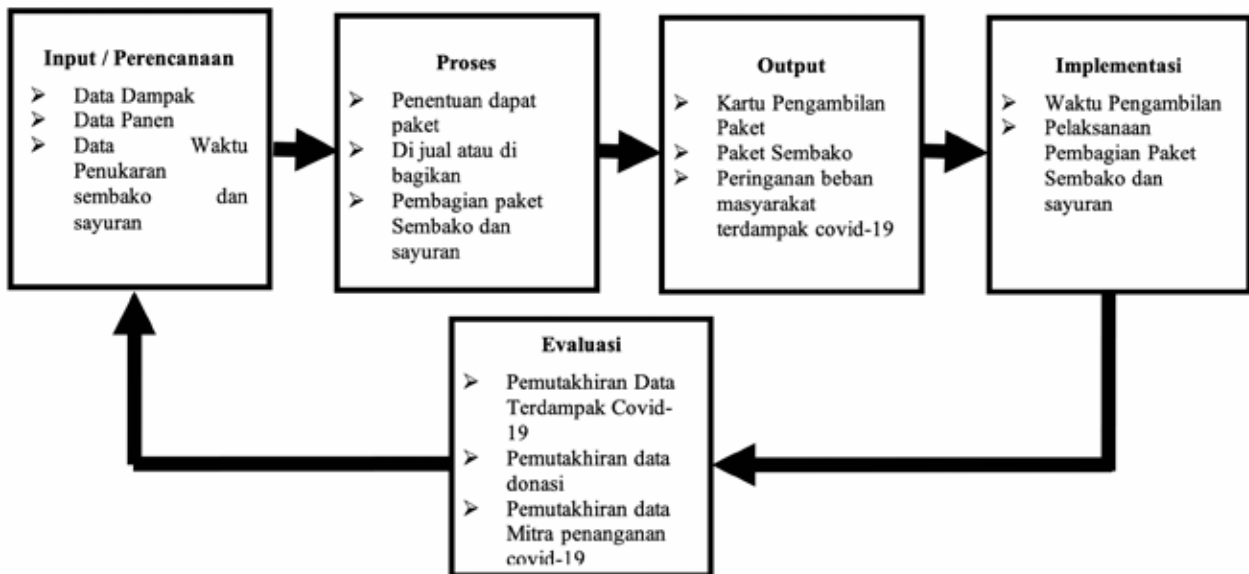 Input / Perencanaan
➢ Data Dampak
➢ Data Panen
➢ Data Waktu
Penukaran
sembako dan
sayuran
Proses
➢ Penentuan dapat
paket
➢ Di jual atau di
bagikan
➢ Pembagian paket
Sembako dan
sayuran
Output
➢ Kartu Pengambilan
Paket
➢ Paket Sembako
➢ Peringanan beban
masyarakat
terdampak covid-19
Implementasi
➢ Waktu Pengambilan
➢ Pelaksanaan
Pembagian Paket
Sembako dan
sayuran
Evaluasi
➢ Pemutakhiran Data
Terdampak Covid-
19
➢ Pemutakhiran data
donasi
➢ Pemutakhiran data
Mitra penanganan
covid-19